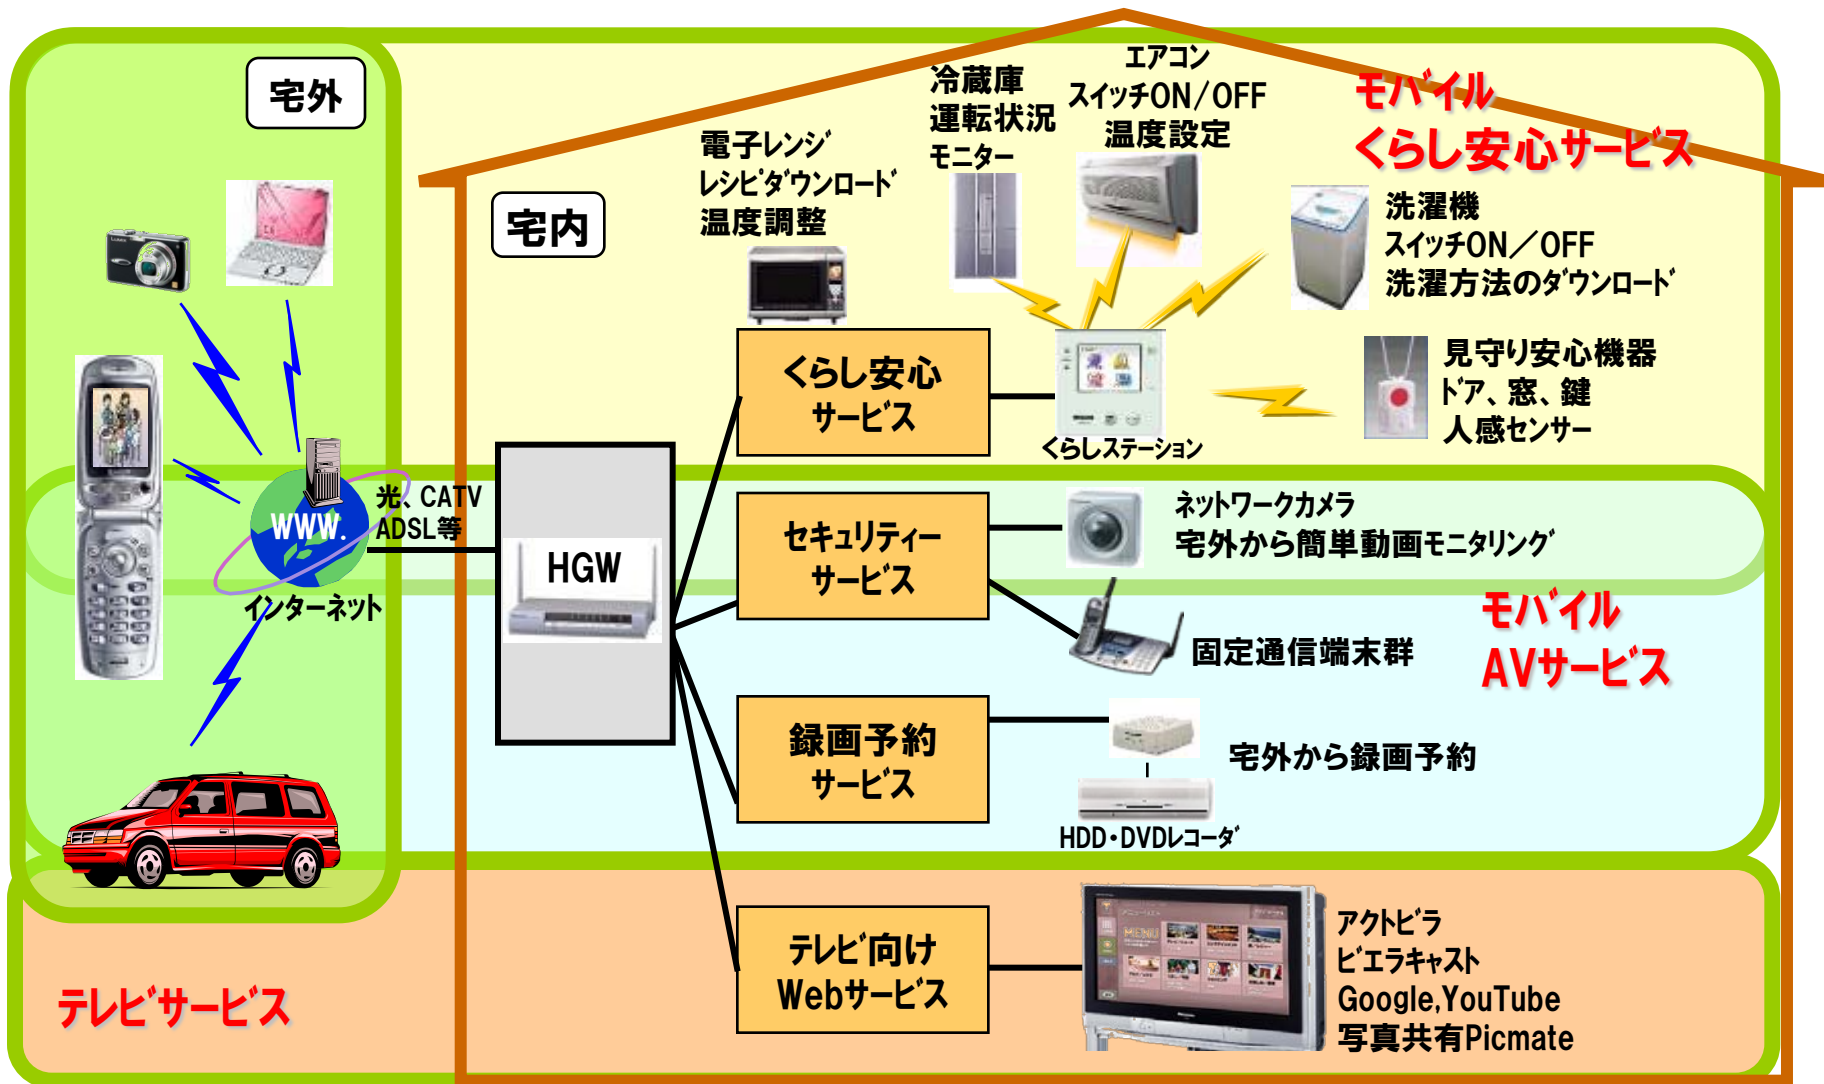 宅外
宅内
電子レンジ
レシピダウンロード
温度調整
冷蔵庫
運転状況
モニター
エアコン
スイッチON/OFF
温度設定
モバイル
くらし安心サービス
洗濯機
スイッチON／OFF
洗濯方法のダウンロード
見守り安心機器
ドア、窓、鍵
人感センサー
くらし安心
サービス
くらしステーション
WWW.
光、CATV
ADSL等
インターネット
HGW
セキュリティー
サービス
ネットワークカメラ
宅外から簡単動画モニタリング
固定通信端末群
モバイル
AVサービス
録画予約
サービス
宅外から録画予約
HDD・DVDレコーダ
テレビサービス
テレビ向け
Webサービス
MENU
アクトビラ
ビエラキャスト
Google,YouTube
写真共有Picmate